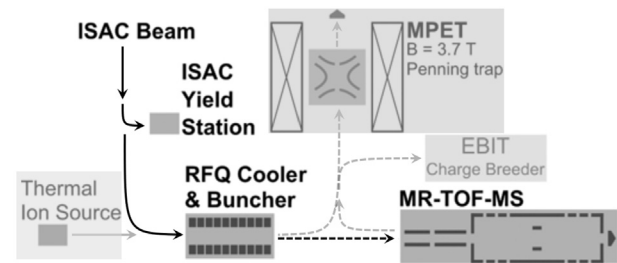 ISAC Beam
ISAC
Yield
Station
MPET
B = 3.7 T
Penning trap
EBIT
Charge Breeder
Thermal
Ion Source
RFQ Cooler
& Buncher
MR-TOF-MS